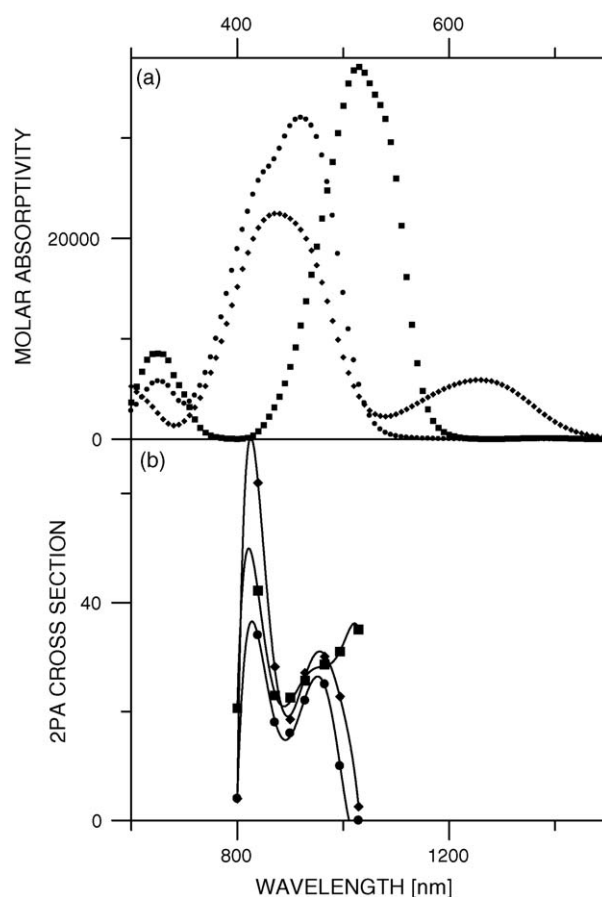 400 600
(a)
MOLAR ABSORPTIVITY
20000
0
(b)
2PA CROSS SECTION
40
0
800 1200
WAVELENGTH [nm]